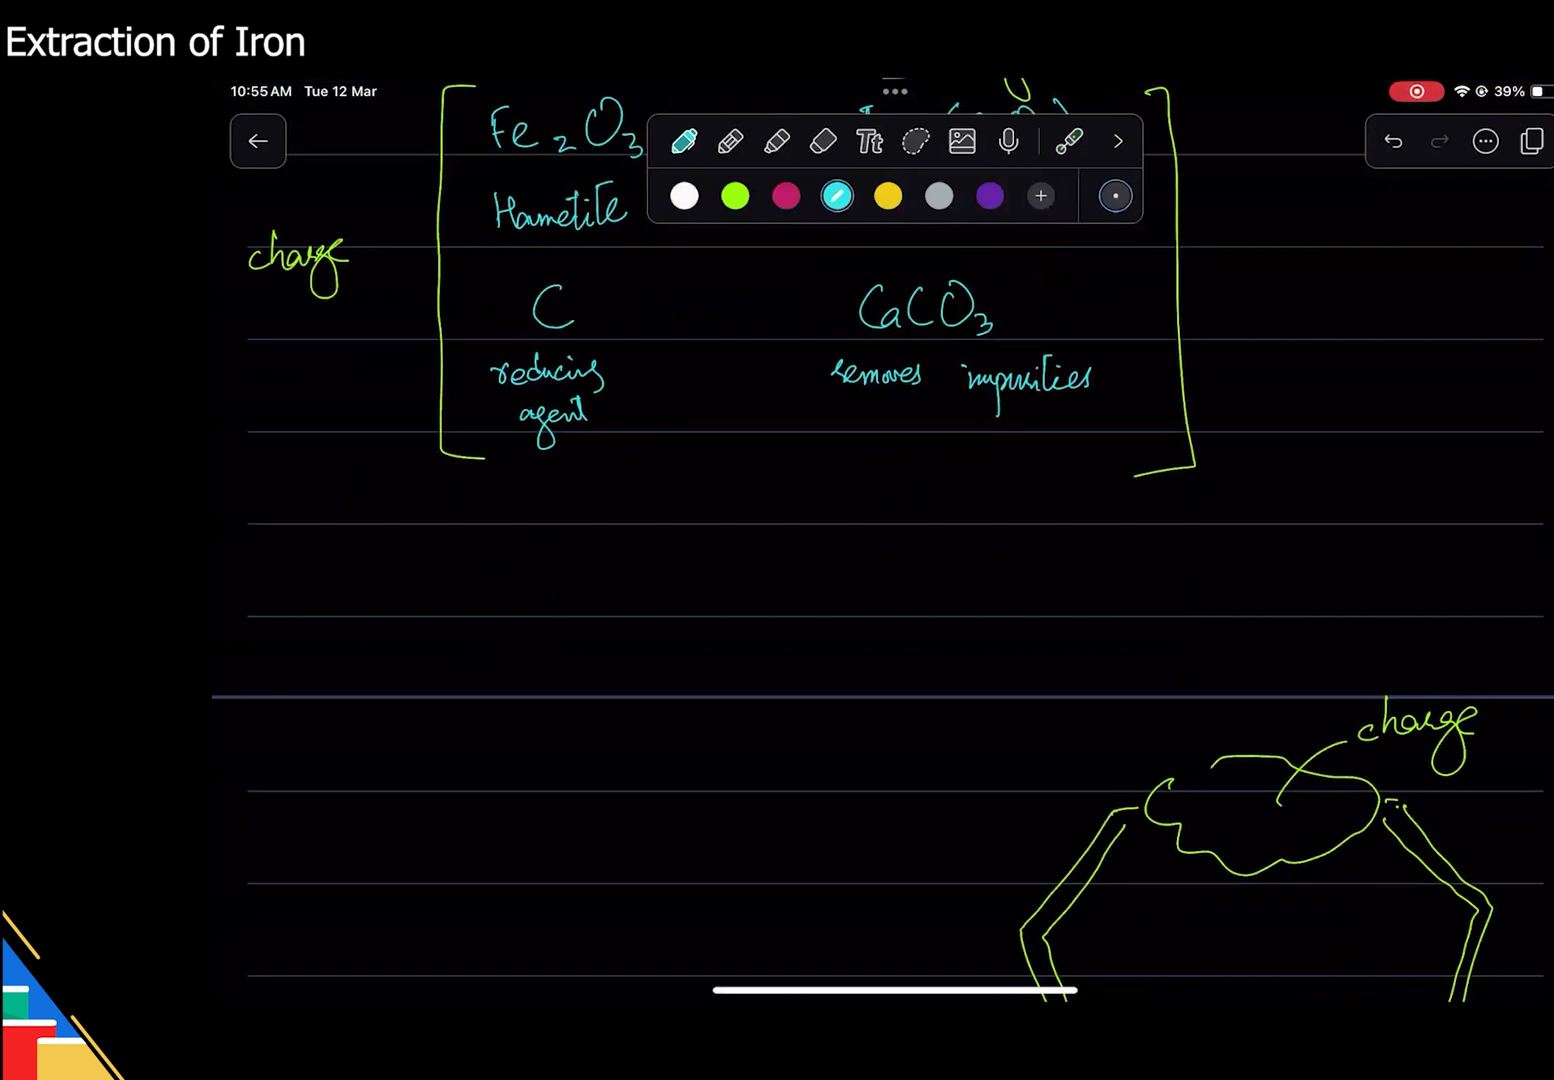 Extraction of Iron
10:55 AM Tue 12 Mar
39%
Fe2O3
Tt
Hametite
charge
C
CaCO3
reducing
agent
removes impurities
charge